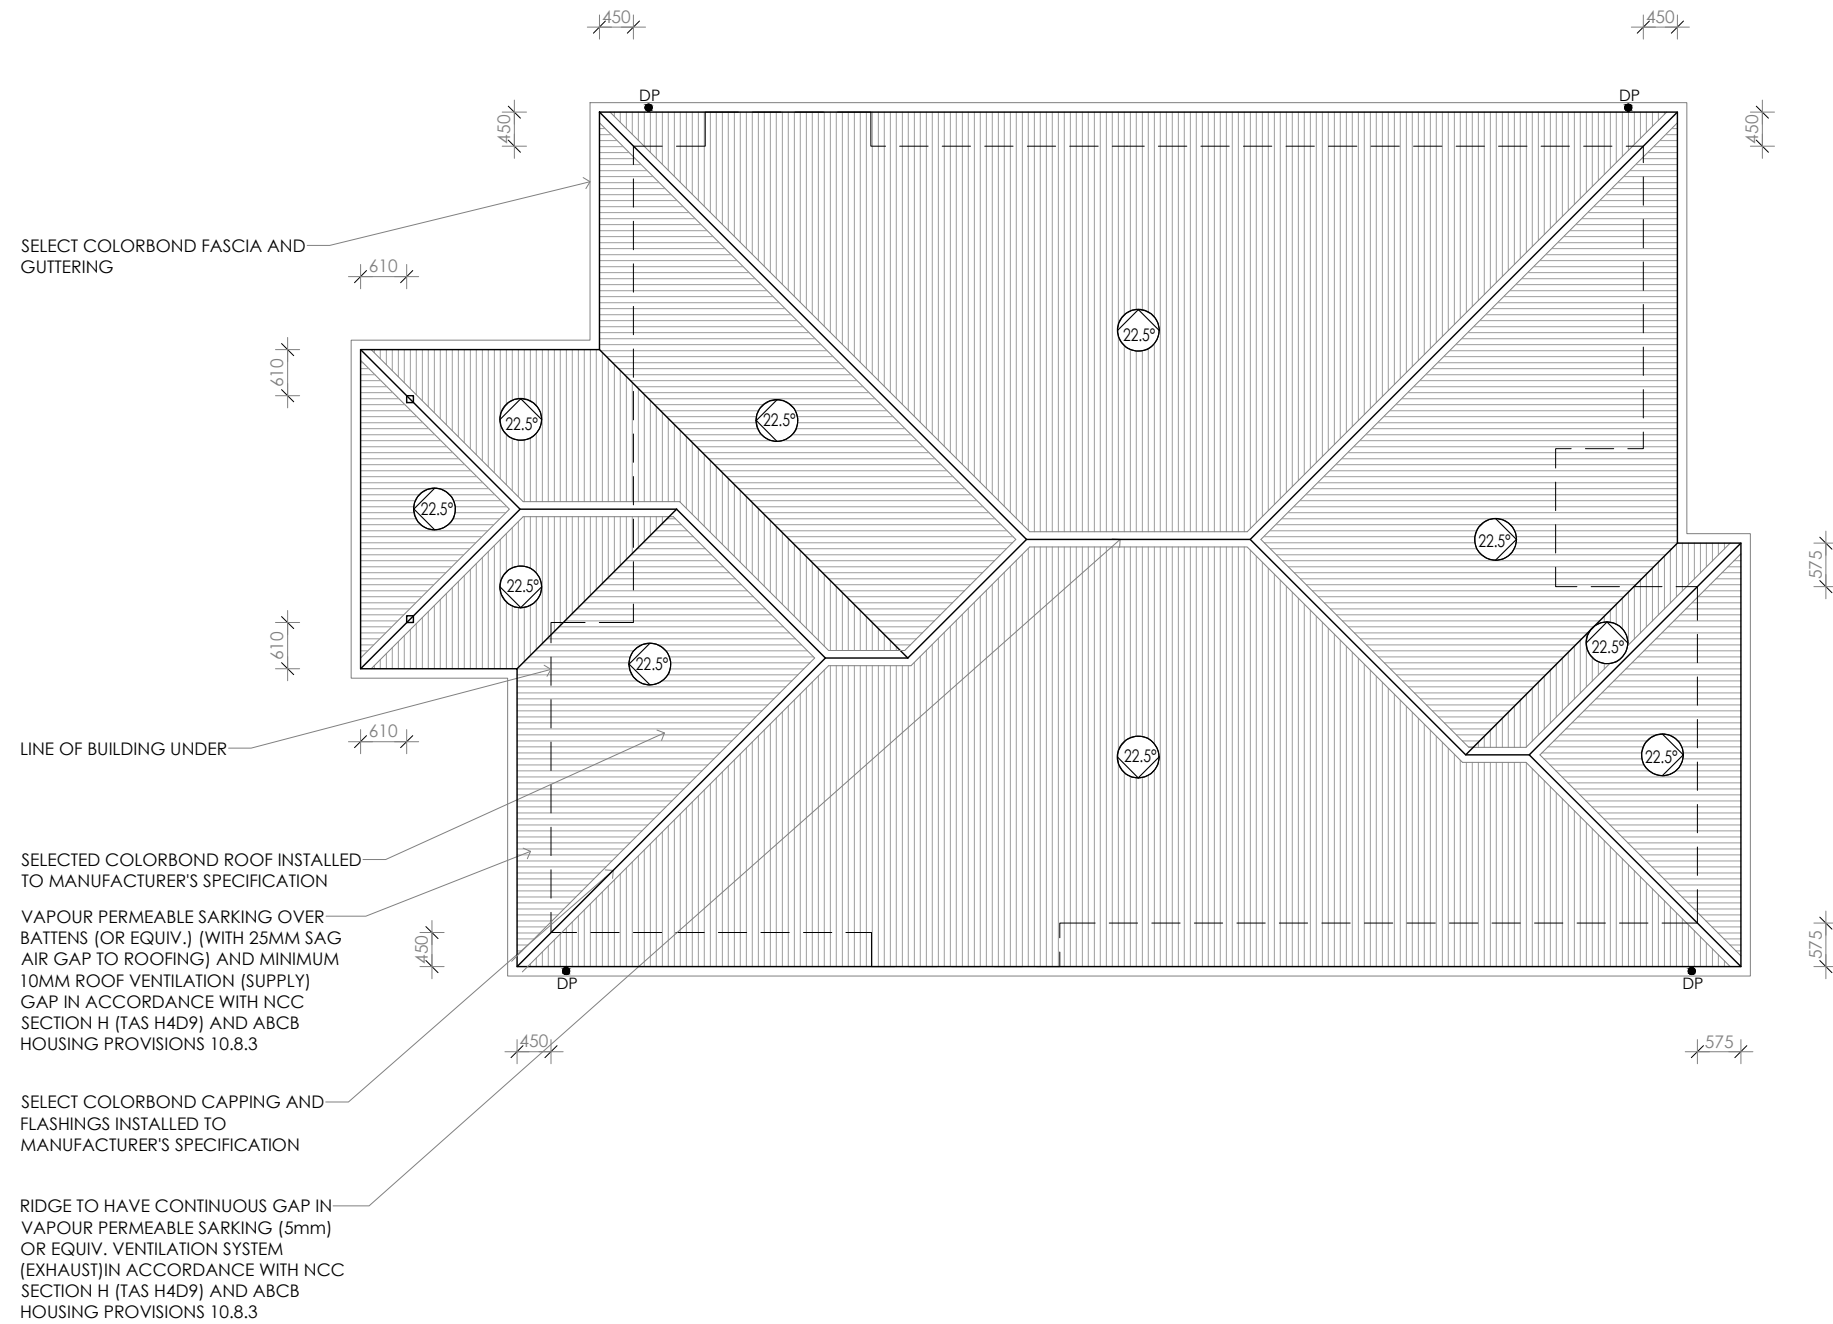 450
450
DP
DP
450
450
SELECT COLORBOND FASCIA AND
GUTTERING
610
22.5°
610
22.5°
22.5°
22.5°
22.5°
575
22.5°
610
22.5°
22.5°
610
LINE OF BUILDING UNDER
22.5°
22.5°
SELECTED COLORBOND ROOF INSTALLED
TO MANUFACTURER'S SPECIFICATION
VAPOUR PERMEABLE SARKING OVER
BATTENS (OR EQUIV.) (WITH 25MM SAG
AIR GAP TO ROOFING) AND MINIMUM
10MM ROOF VENTILATION (SUPPLY)
GAP IN ACCORDANCE WITH NCC
SECTION H (TAS H4D9) AND ABCB
HOUSING PROVISIONS 10.8.3
450
575
DP
DP
450
575
SELECT COLORBOND CAPPING AND
FLASHINGS INSTALLED TO
MANUFACTURER'S SPECIFICATION
RIDGE TO HAVE CONTINUOUS GAP IN
VAPOUR PERMEABLE SARKING (5mm)
OR EQUIV. VENTILATION SYSTEM
(EXHAUST)IN ACCORDANCE WITH NCC
SECTION H (TAS H4D9) AND ABCB
HOUSING PROVISIONS 10.8.3